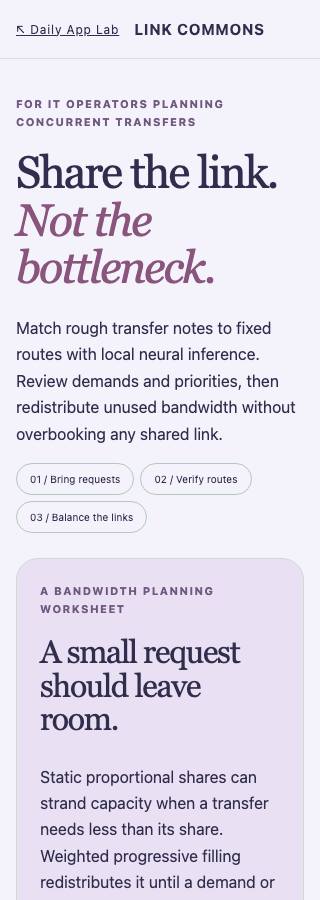 ↖ Daily App Lab LINK COMMONS
FOR IT OPERATORS PLANNING
CONCURRENT TRANSFERS
Share the link.
Not the
bottleneck.
Match rough transfer notes to fixed
routes with local neural inference.
Review demands and priorities, then
redistribute unused bandwidth without
overbooking any shared link.
01 / Bring requests 02 / Verify routes
03 / Balance the links
A BANDWIDTH PLANNING
WORKSHEET
A small request
should leave
room.
Static proportional shares can
strand capacity when a transfer
needs less than its share.
Weighted progressive filling
redistributes it until a demand or